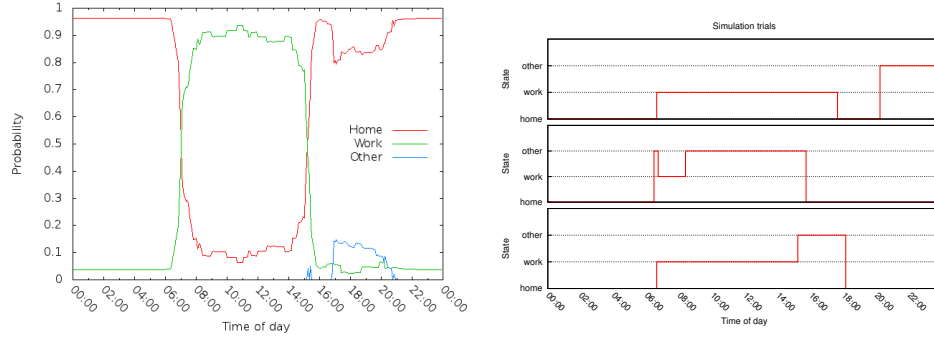 1
0.9
0.8
0.7
0.6
0.5
0.4
0.3
0.2
0.1
0
Probability
Home
Work
Other
00:00
02:00
04:00
06:00
08:00
10:00
12:00
14:00
16:00
18:00
20:00
22:00
00:00
Time of day
Simulation trials
State
other
work
home
State
other
work
home
State
other
work
home
00:00
02:00
04:00
06:00
08:00
10:00
12:00
14:00
16:00
18:00
20:00
22:00
Time of day